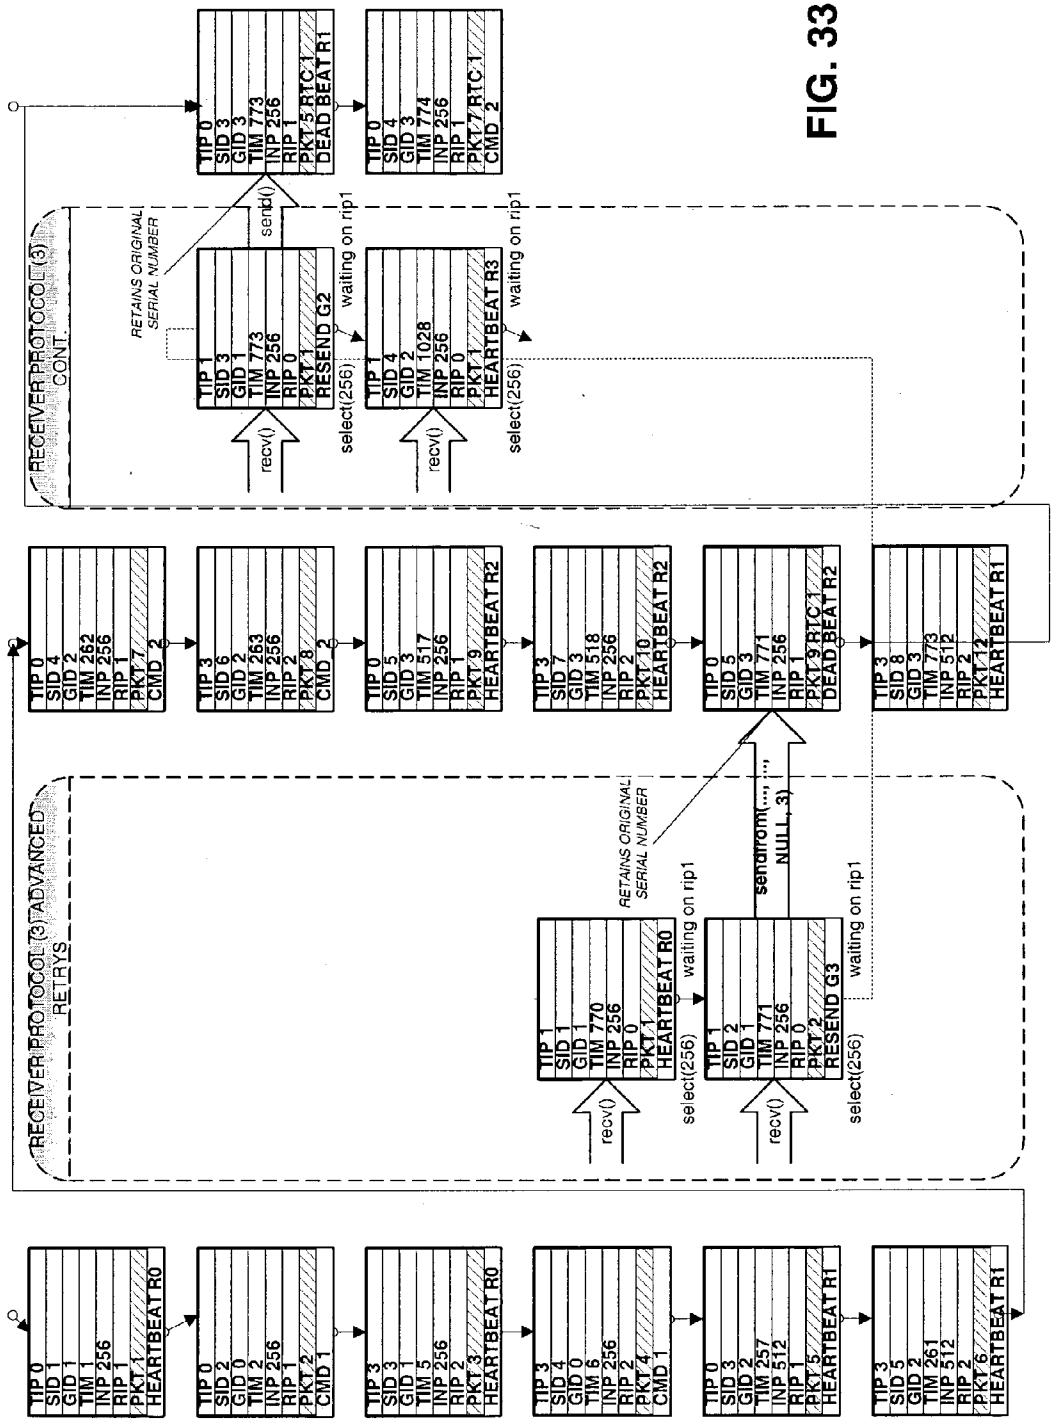 TIP 0
SID 1
GID 1
TIM 1
INP 256
RIP 1
PKT 1
HEARTBEAT R0
TIP 0
SID 2
GID 0
TIM 2
INP 256
RIP 1
PKT 2
CMD 1
TIP 3
SID 3
GID 1
TIM 5
INP 256
RIP 2
PKT 3
HEARTBEAT R0
TIP 3
SID 4
GID 0
TIM 6
INP 256
RIP 2
PKT 4
CMD 1
TIP 0
SID 3
GID 2
TIM 257
INP 512
RIP 1
PKT 5
HEARTBEAT R1
TIP 3
SID 5
GID 2
TIM 261
INP 512
RIP 2
PKT 6
HEARTBEAT R1
RECEIVER PROTOCOL (3) ADVANCED
RETRYS
recv()
TIP 1
SID 1
GID 1
TIM 770
INP 256
RIP 0
PKT 1
HEARTBEAT R0
select(256) waiting on rip1
recv()
TIP 1
SID 2
GID 1
TIM 771
INP 256
RIP 0
PKT 2
RESEND G3
select(256) waiting on rip1
RETAINS ORIGINAL
SERIAL NUMBER
sendfrom(..., ...,
NULL, 3)
TIP 0
SID 4
GID 2
TIM 262
INP 256
RIP 1
PKT 7
CMD 2
TIP 3
SID 6
GID 2
TIM 263
INP 256
RIP 2
PKT 8
CMD 2
TIP 0
SID 5
GID 3
TIM 517
INP 256
RIP 1
PKT 9
HEARTBEAT R2
TIP 3
SID 7
GID 3
TIM 518
INP 256
RIP 2
PKT 10
HEARTBEAT R2
TIP 0
SID 5
GID 3
TIM 771
INP 256
RIP 1
PKT 9 RTC 1
DEAD BEAT R2
TIP 3
SID 8
GID 3
TIM 773
INP 512
RIP 2
PKT 12
HEARTBEAT R1
RECEIVER PROTOCOL (3)
CONT.
RETAINS ORIGINAL
SERIAL NUMBER
recv()
TIP 1
SID 3
GID 1
TIM 773
INP 256
RIP 0
PKT 1
RESEND G2
send()
select(256) waiting on rip1
recv()
TIP 1
SID 4
GID 2
TIM 1028
INP 256
RIP 0
PKT 1
HEARTBEAT R3
select(256) waiting on rip1
TIP 0
SID 3
GID 3
TIM 773
INP 256
RIP 1
PKT 5 RTC 1
DEAD BEAT R1
TIP 0
SID 4
GID 3
TIM 774
INP 256
RIP 1
PKT 7 RTC 1
CMD 2
FIG. 33